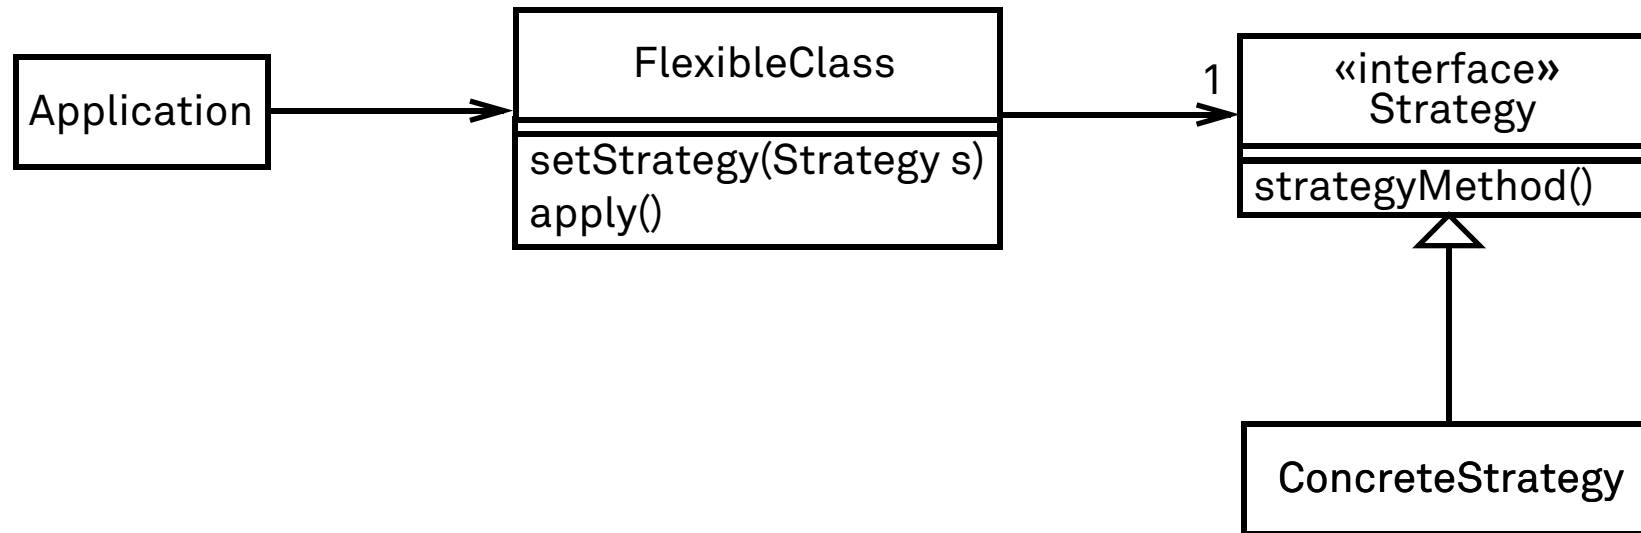 Application
FlexibleClass
setStrategy(Strategy s)
apply()
1
«interface»
Strategy
strategyMethod()
ConcreteStrategy